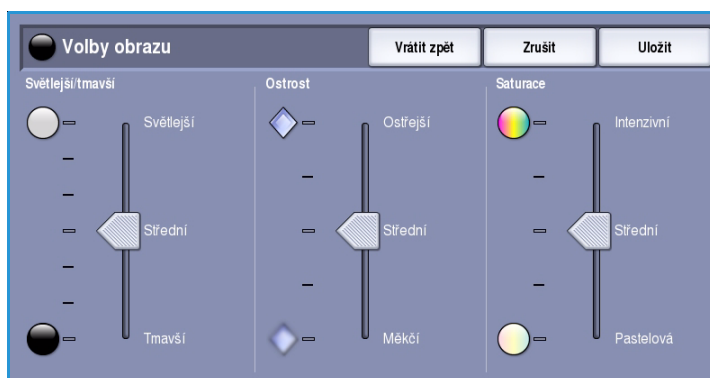 Volby obrazu
Vrátit zpět
Zrušit
Uložit
Světlejší/tmavší
Ostrost
Saturace
Světlejší
Ostřejší
Intenzivní
Střední
Střední
Střední
Tmavší
Měkčí
Pastelová